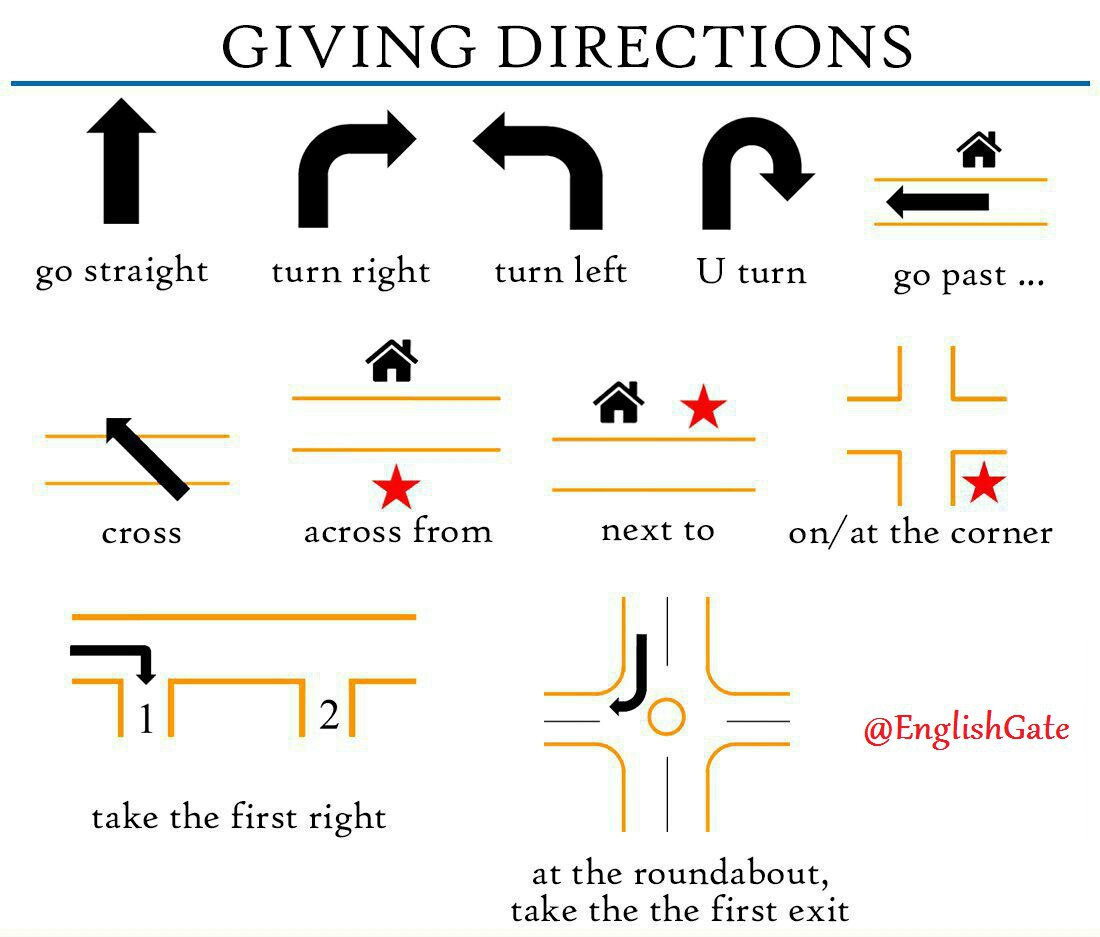 GIVING DIRECTIONS
go straight
turn right
turn left
U turn
go past ...
cross
across from
next to
on/at the corner
1
2
take the first right
@EnglishGate
at the roundabout,
take the the first exit